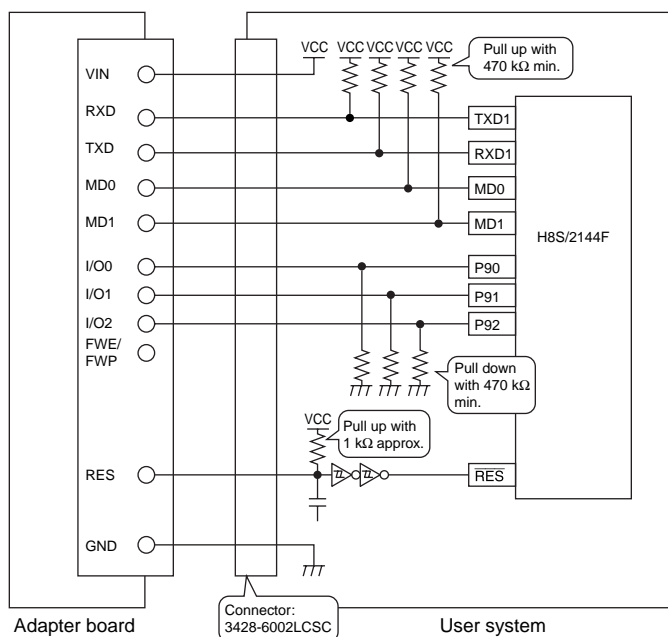 VCC VCC VCC VCC VCC
Pull up with
470 kΩ min.
VIN
RXD
TXD
MD0
MD1
I/O0
I/O1
I/O2
FWE/
FWP
RES
GND
TXD1
RXD1
MD0
MD1
P90
P91
P92
RES
H8S/2144F
Pull down
with 470 kΩ
min.
VCC
Pull up with
1 kΩ approx.
Connector:
3428-6002LCSC
Adapter board
User system